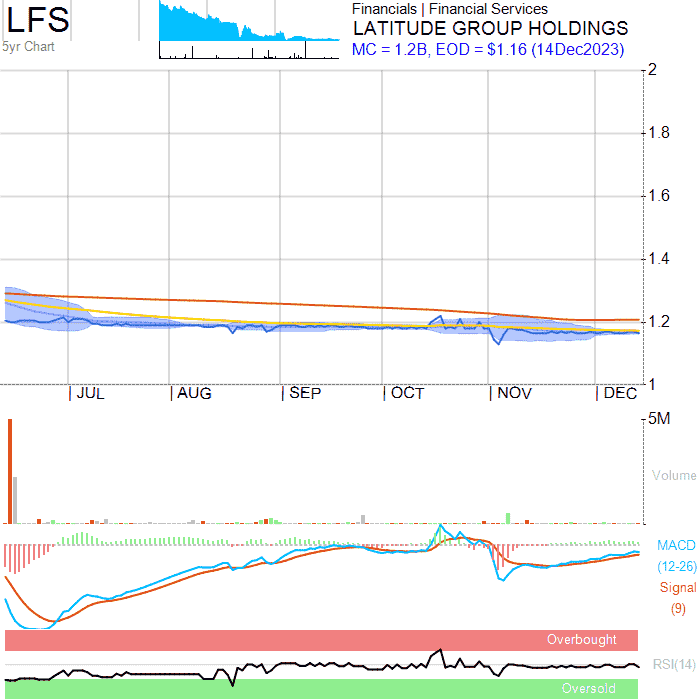 LFS
5yr Chart
Financials | Financial Services
LATITUDE GROUP HOLDINGS
MC = 1.2B, EOD = $1.16 (14Dec2023)
2
1.8
1.6
1.4
1.2
1
JUL AUG SEP OCT NOV DEC
5M
Volume
MACD
(12-26)
Signal
(9)
Overbought
RSI(14)
Oversold